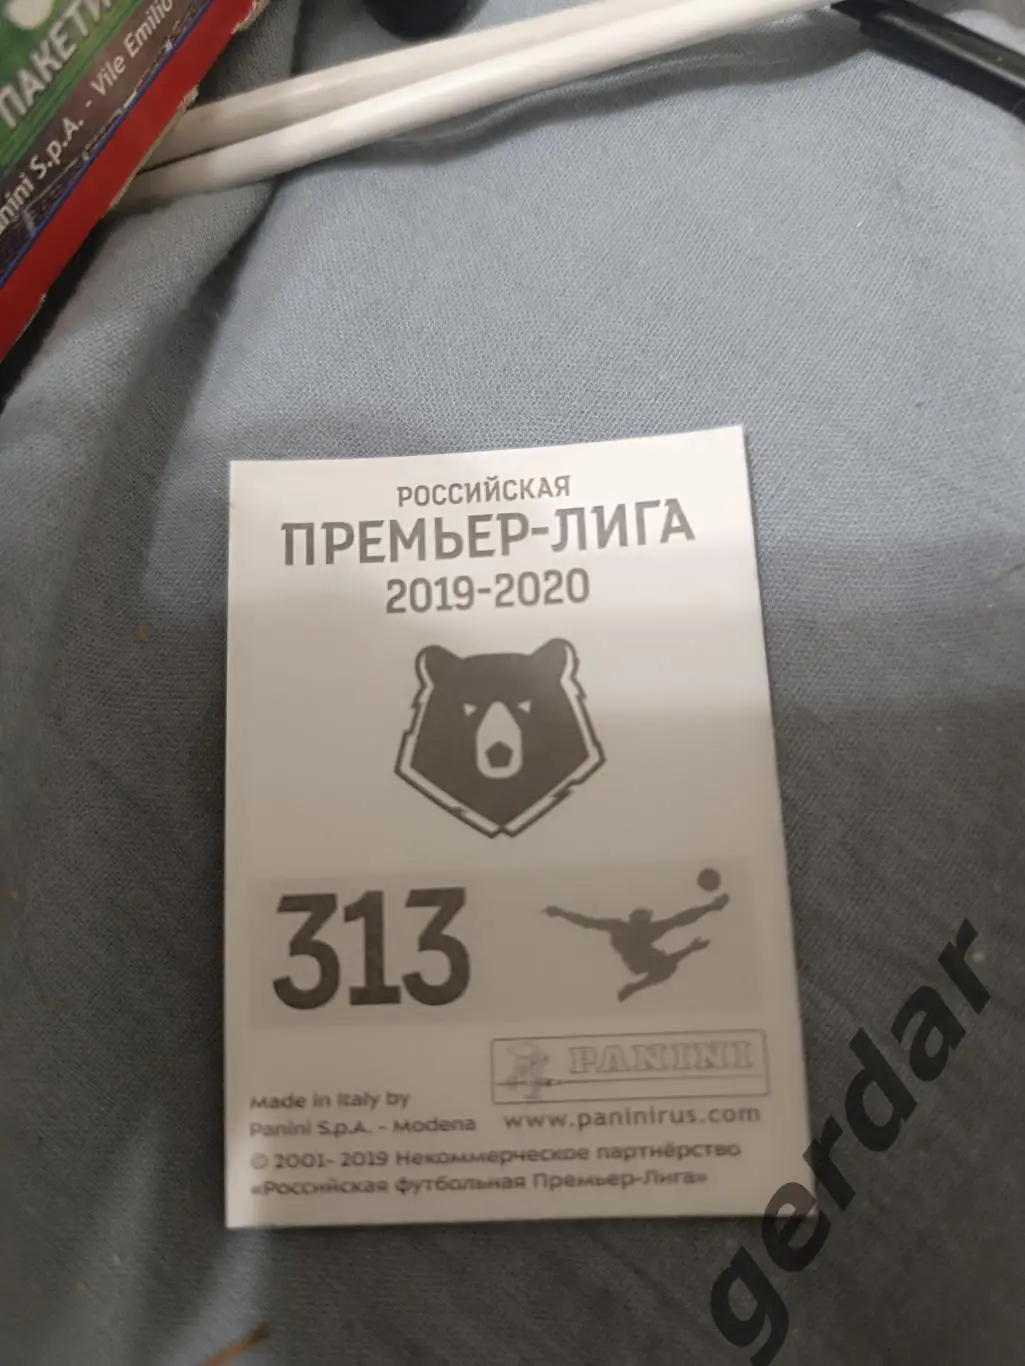 ПАКЕТИ
nini S.p.A. - Vile Emilio
РОССИЙСКАЯ
ПРЕМЬЕР-ЛИГА
2019-2020
313
PANINI
Made in Italy by
Panini S.p.A. - Modena
www.paninirus.com
© 2001- 2019 Некоммерческое партнёрство
«Российская футбольная Премьер-Лига»
gerdar